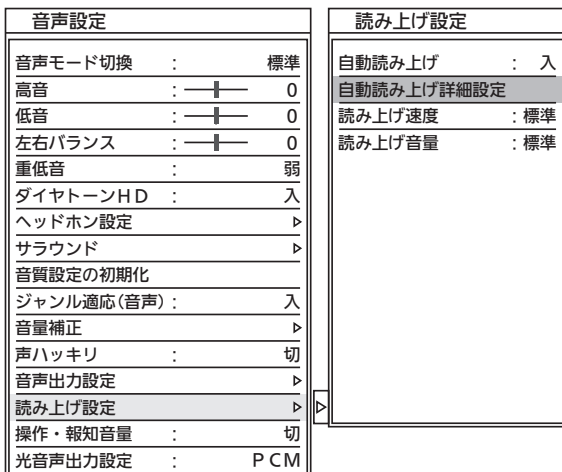 音声設定
音声モード切換 : 標準
高音 : 0
低音 : 0
左右バランス : 0
重低音 : 弱
ダイヤトーンHD : 入
ヘッドホン設定
サラウンド
音質設定の初期化
ジャンル適応(音声) : 入
音量補正
声ハッキリ : 切
音声出力設定
読み上げ設定
操作・報知音量 : 切
光音声出力設定 : PCM
読み上げ設定
自動読み上げ : 入
自動読み上げ詳細設定
読み上げ速度 : 標準
読み上げ音量 : 標準